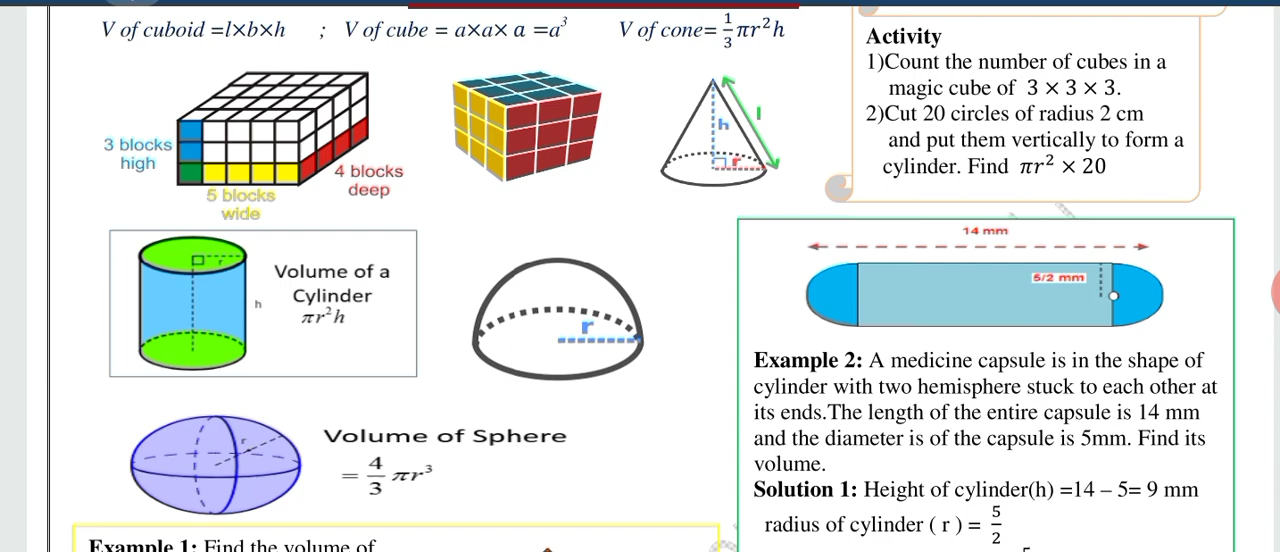 V of cuboid =l×b×h ; V of cube = a×a× a =a³ V of cone= 1/3 πr²h
3 blocks
high
5 blocks
wide
4 blocks
deep
h
l
r
Activity
1)Count the number of cubes in a
magic cube of 3 × 3 × 3.
2)Cut 20 circles of radius 2 cm
and put them vertically to form a
cylinder. Find πr² × 20
r
h
Volume of a
Cylinder
πr²h
r
r
Volume of Sphere
= 4/3 πr³
Example 1: Find the volume of
14 mm
5/2 mm
Example 2: A medicine capsule is in the shape of
cylinder with two hemisphere stuck to each other at
its ends.The length of the entire capsule is 14 mm
and the diameter is of the capsule is 5mm. Find its
volume.
Solution 1: Height of cylinder(h) =14 – 5= 9 mm
radius of cylinder ( r ) = 5/2